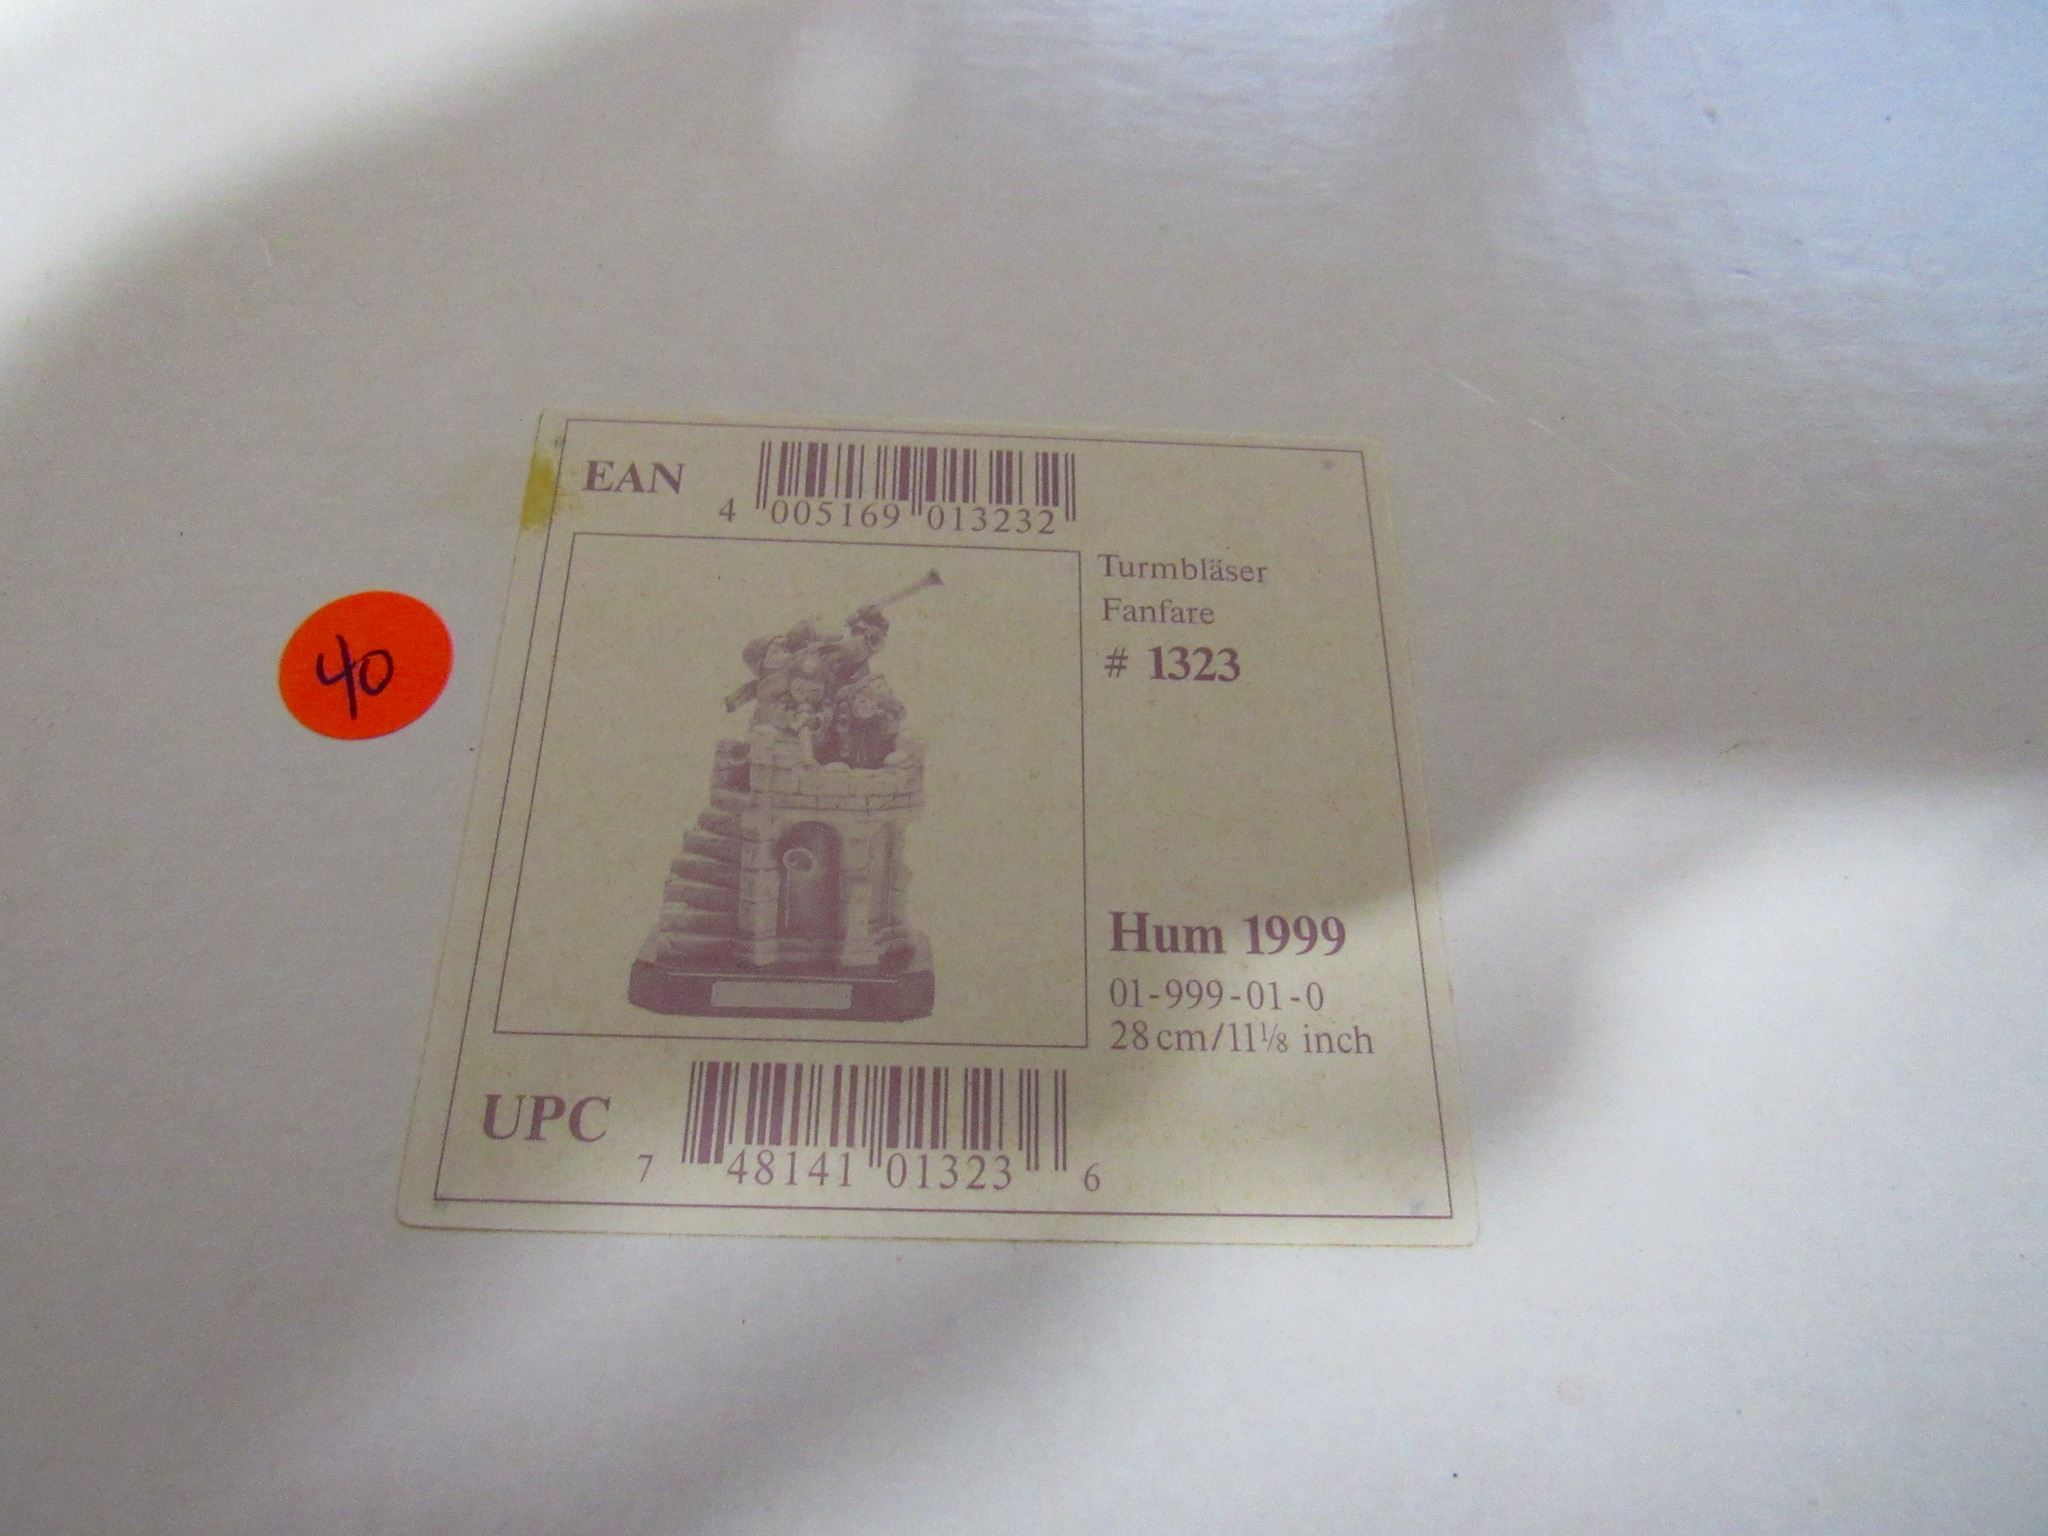 EAN
4 005169 013232
Turmbläser
Fanfare
# 1323
40
Hum 1999
01-999-01-0
28 cm/11⅛ inch
UPC
7 48141 01323 6